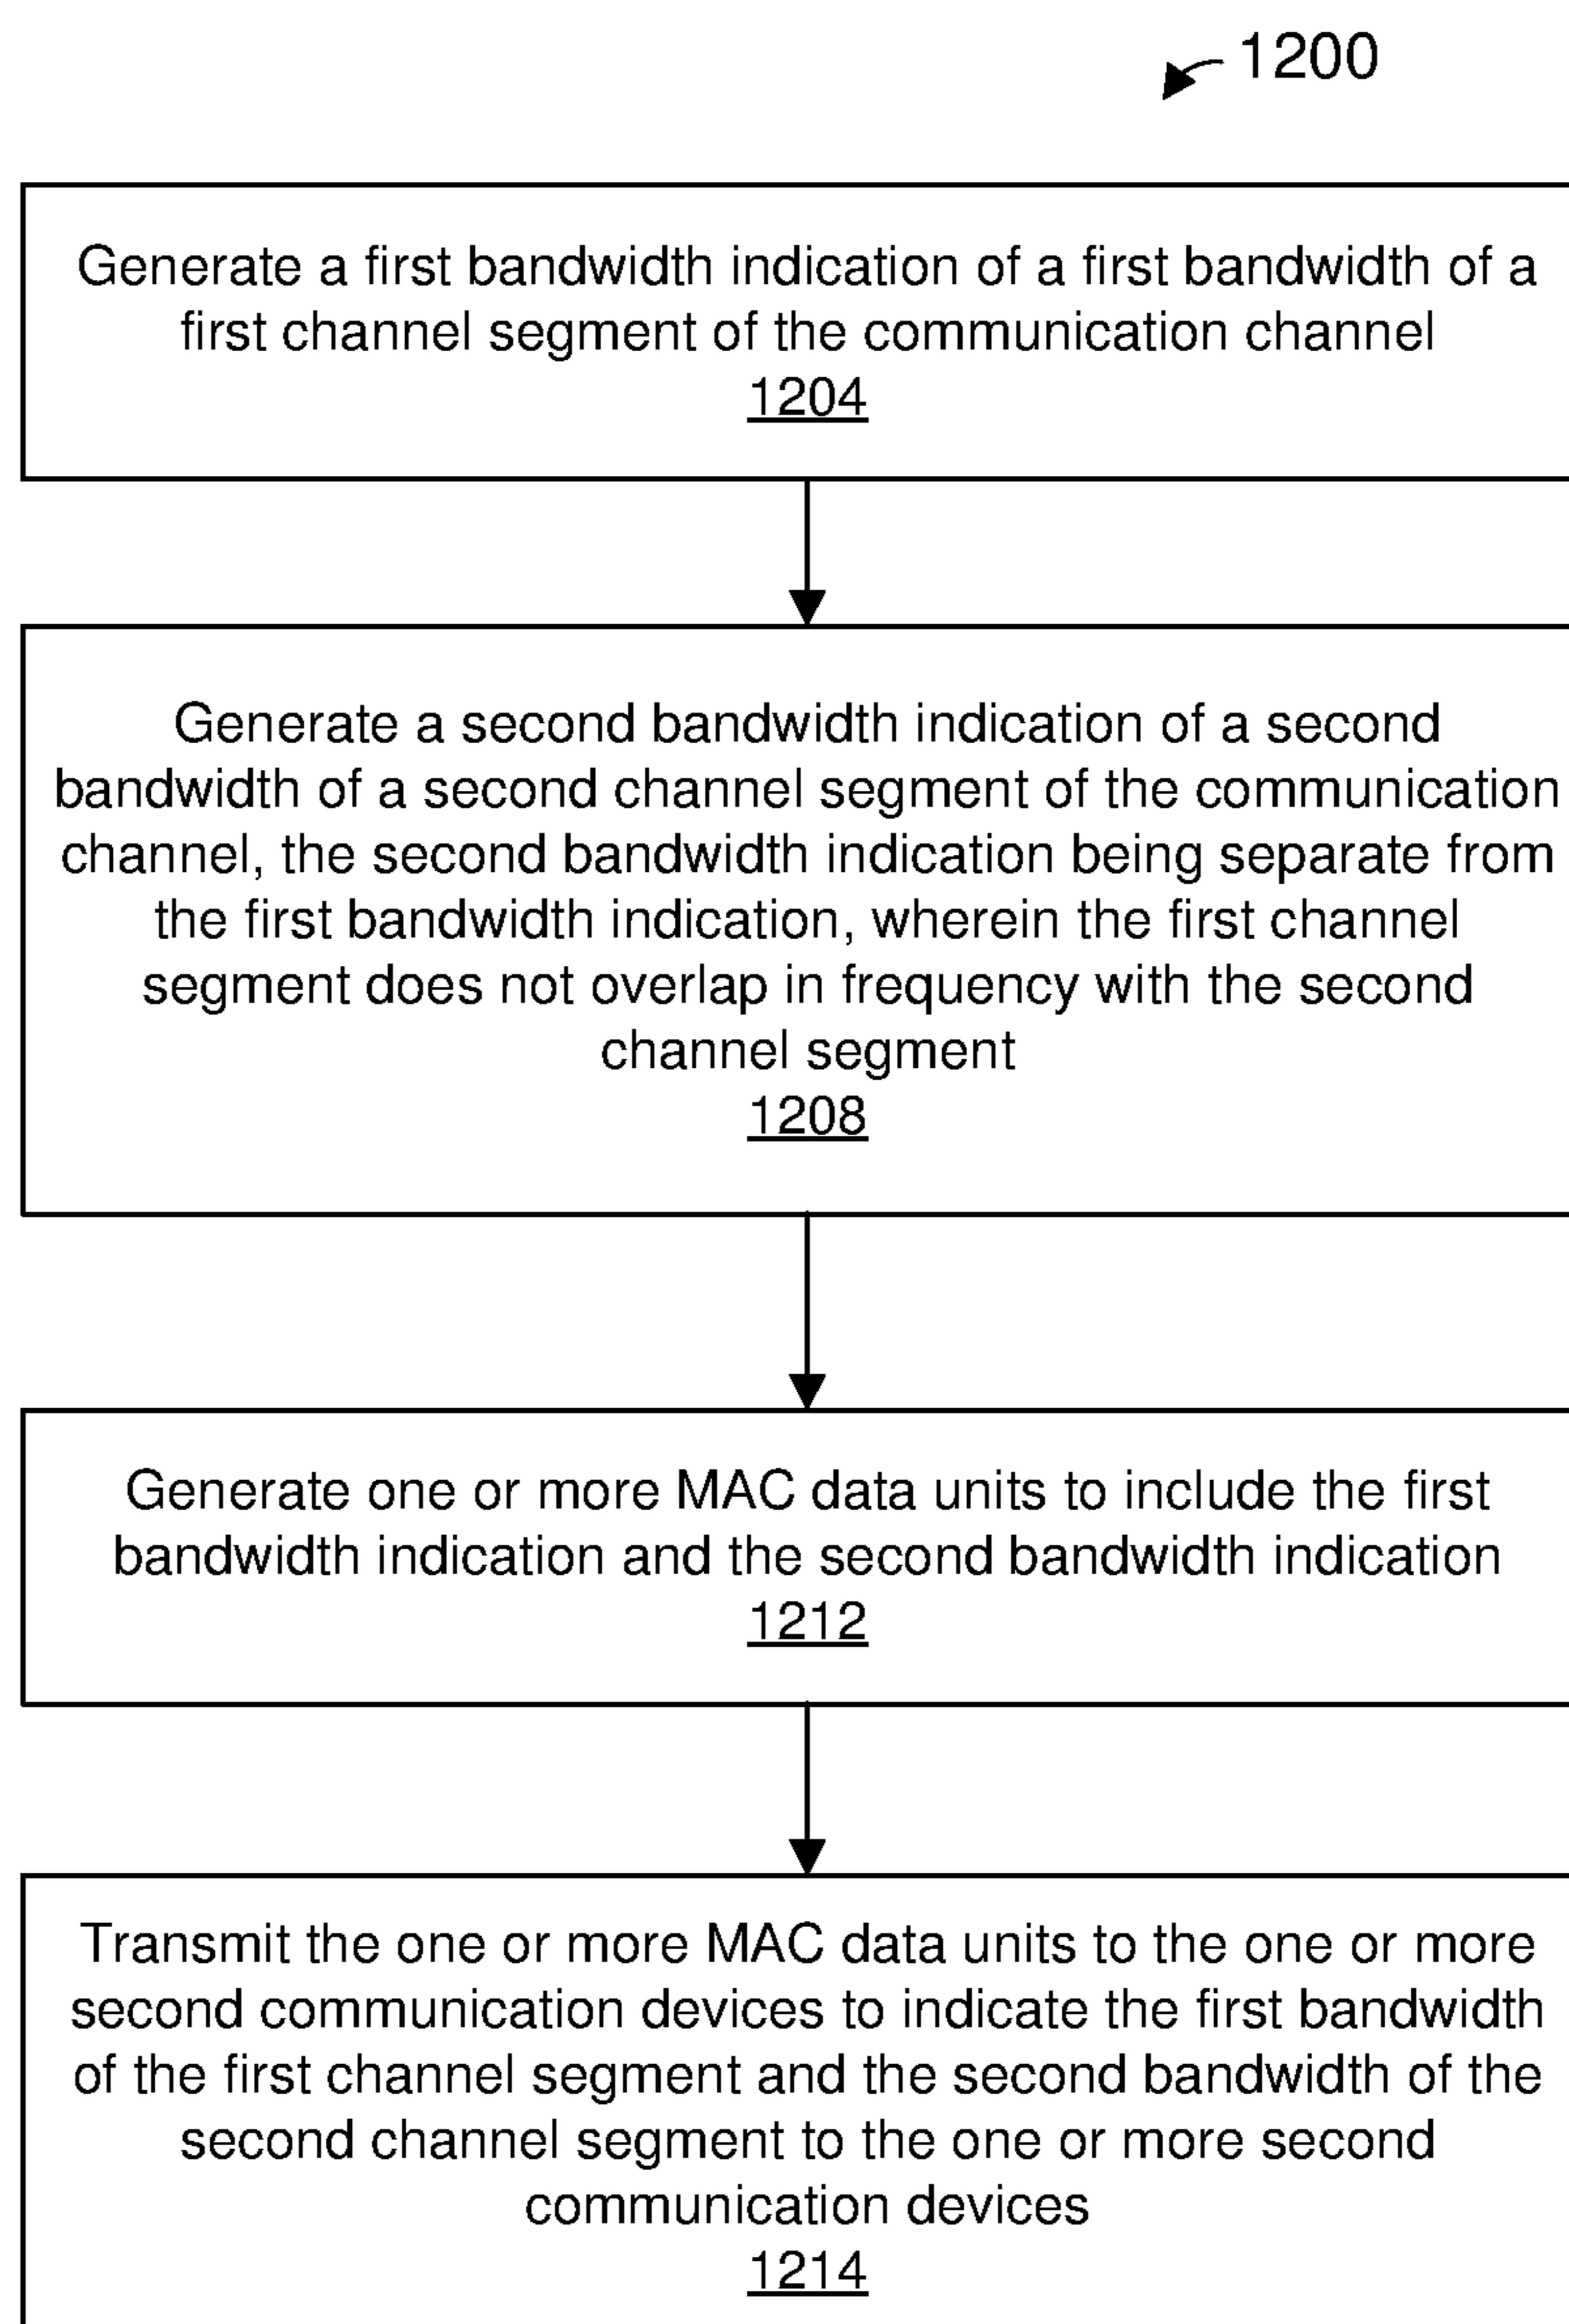 1200
Generate a first bandwidth indication of a first bandwidth of a
first channel segment of the communication channel
1204
Generate a second bandwidth indication of a second
bandwidth of a second channel segment of the communication
channel, the second bandwidth indication being separate from
the first bandwidth indication, wherein the first channel
segment does not overlap in frequency with the second
channel segment
1208
Generate one or more MAC data units to include the first
bandwidth indication and the second bandwidth indication
1212
Transmit the one or more MAC data units to the one or more
second communication devices to indicate the first bandwidth
of the first channel segment and the second bandwidth of the
second channel segment to the one or more second
communication devices
1214